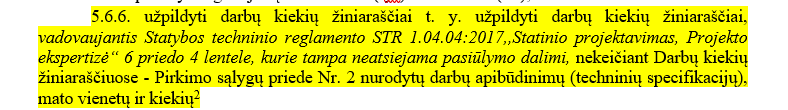 5.6.6. užpildyti darbų kiekių žiniaraščiai t. y. užpildyti darbų kiekių žiniaraščiai,
vadovaujantis Statybos techninio reglamento STR 1.04.04:2017,,Statinio projektavimas, Projekto
ekspertizė“ 6 priedo 4 lentele, kurie tampa neatsiejama pasiūlymo dalimi, nekeičiant Darbų kiekių
žiniaraščiuose - Pirkimo sąlygų priede Nr. 2 nurodytų darbų apibūdinimų (techninių specifikacijų),
mato vienetų ir kiekių2